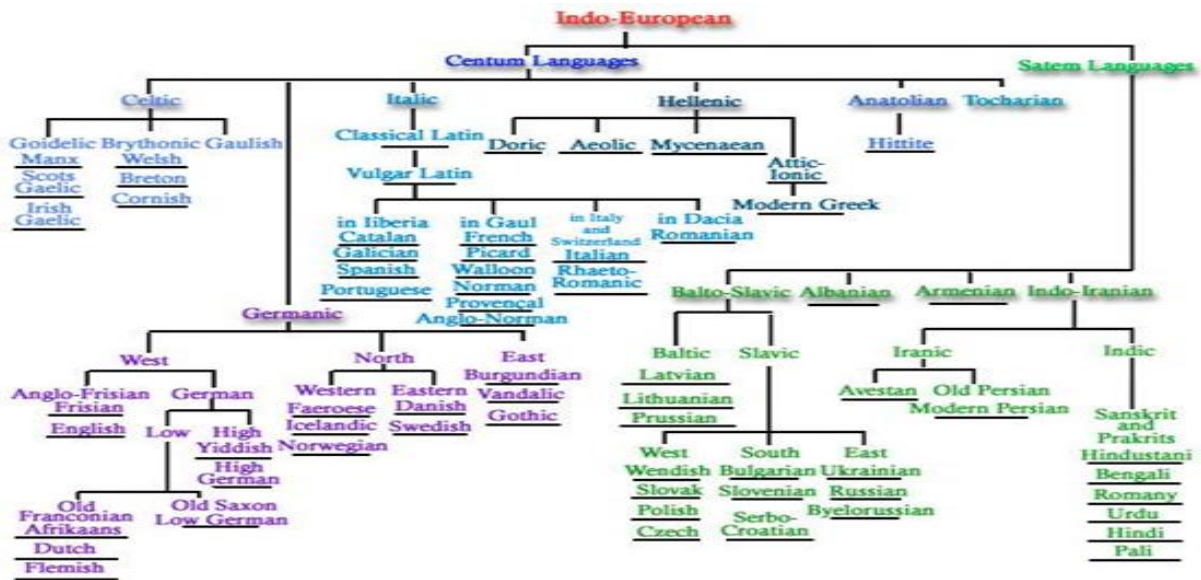 Indo-European
Centum Languages
Satem Languages
Celtic
Italic
Hellenic
Anatolian
Tocharian
Goidelic
Manx
Scots
Gaelic
Irish
Gaelic
Brythonic
Welsh
Breton
Cornish
Gaulish
Classical Latin
Vulgar Latin
in Iiberia
Catalan
Galician
Spanish
Portuguese
in Gaul
French
Picard
Walloon
Norman
Provençal
Anglo-Norman
in Italy
and
Switzerland
Italian
Rhaeto-
Romanic
in Dacia
Romanian
Doric
Aeolic
Mycenaean
Attic-
Ionic
Modern Greek
Hittite
Germanic
West
Anglo-Frisian
Frisian
English
German
Low
Old
Franconian
Afrikaans
Dutch
Flemish
Old Saxon
Low German
High
Yiddish
High
German
North
Western
Faeroese
Icelandic
Norwegian
Eastern
Danish
Swedish
East
Burgundian
Vandalic
Gothic
Balto-Slavic
Albanian
Armenian
Indo-Iranian
Baltic
Latvian
Lithuanian
Prussian
Slavic
West
Wendish
Slovak
Polish
Czech
South
Bulgarian
Slovenian
Serbo-
Croatian
East
Ukrainian
Russian
Byelorussian
Iranic
Avestan
Old Persian
Modern Persian
Indic
Sanskrit
and
Prakrits
Hindustani
Bengali
Romany
Urdu
Hindi
Pali